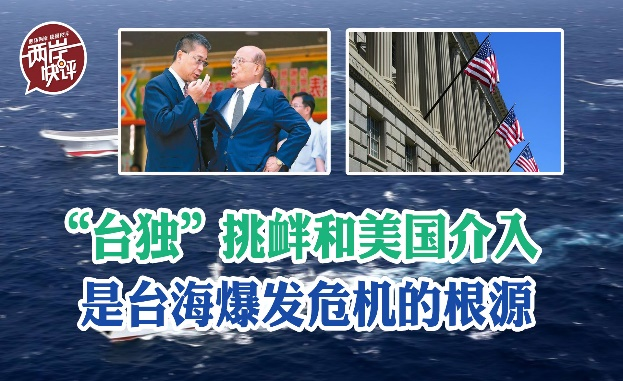 两岸
快评
“台独”挑衅和美国介入
是台海爆发危机的根源